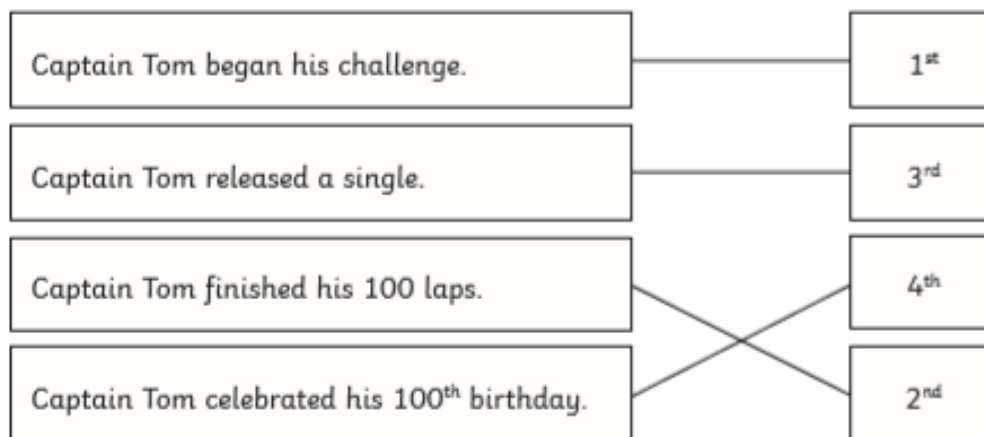 Captain Tom began his challenge.
1st
Captain Tom released a single.
3rd
Captain Tom finished his 100 laps.
4th
Captain Tom celebrated his 100th birthday.
2nd